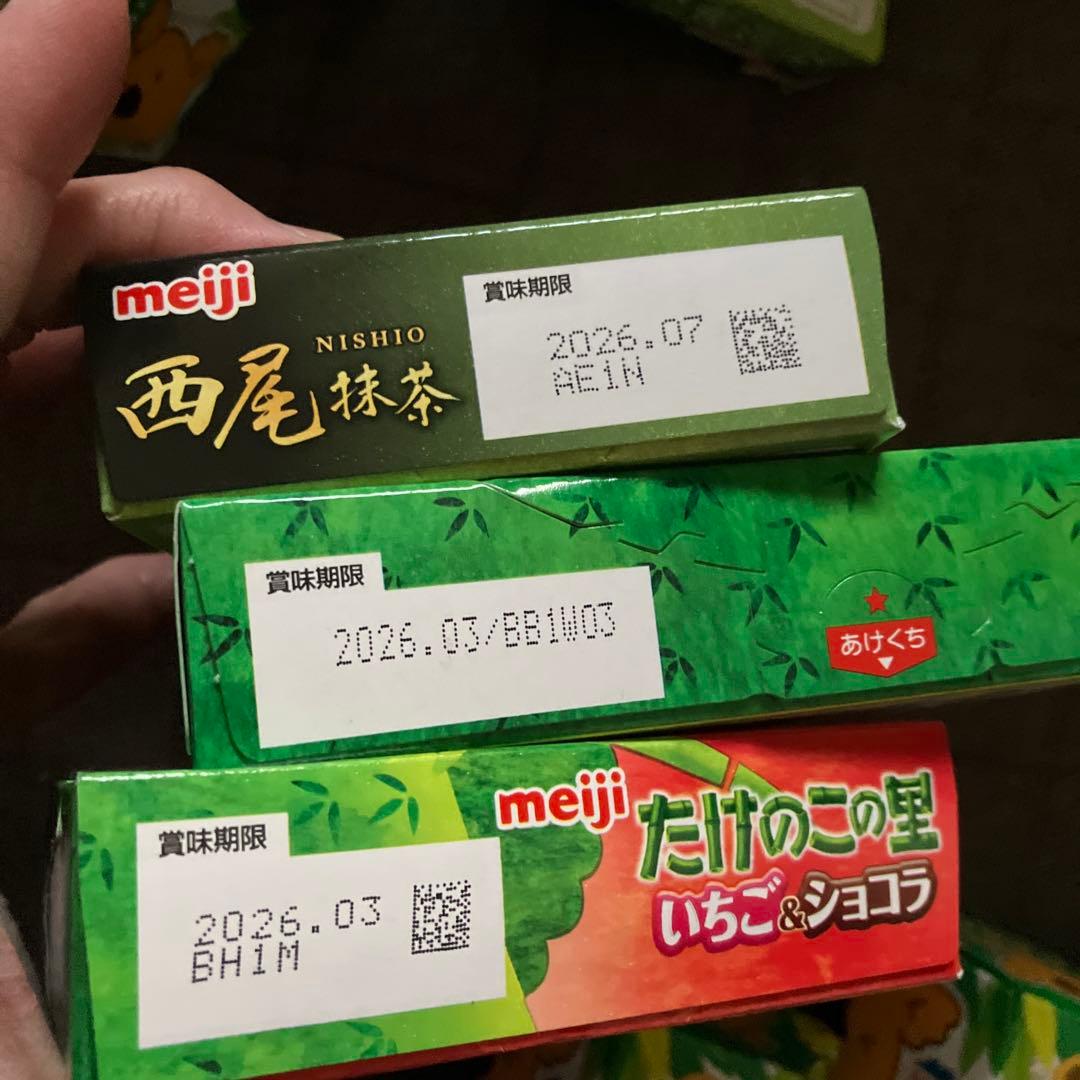 meiji
NISHIO
西尾抹茶
賞味期限
2026.07
AE1N
賞味期限
2026.03/BB1W03
あけくち
meiji
たけのこの里
いちご&ショコラ
賞味期限
2026.03
BH1M